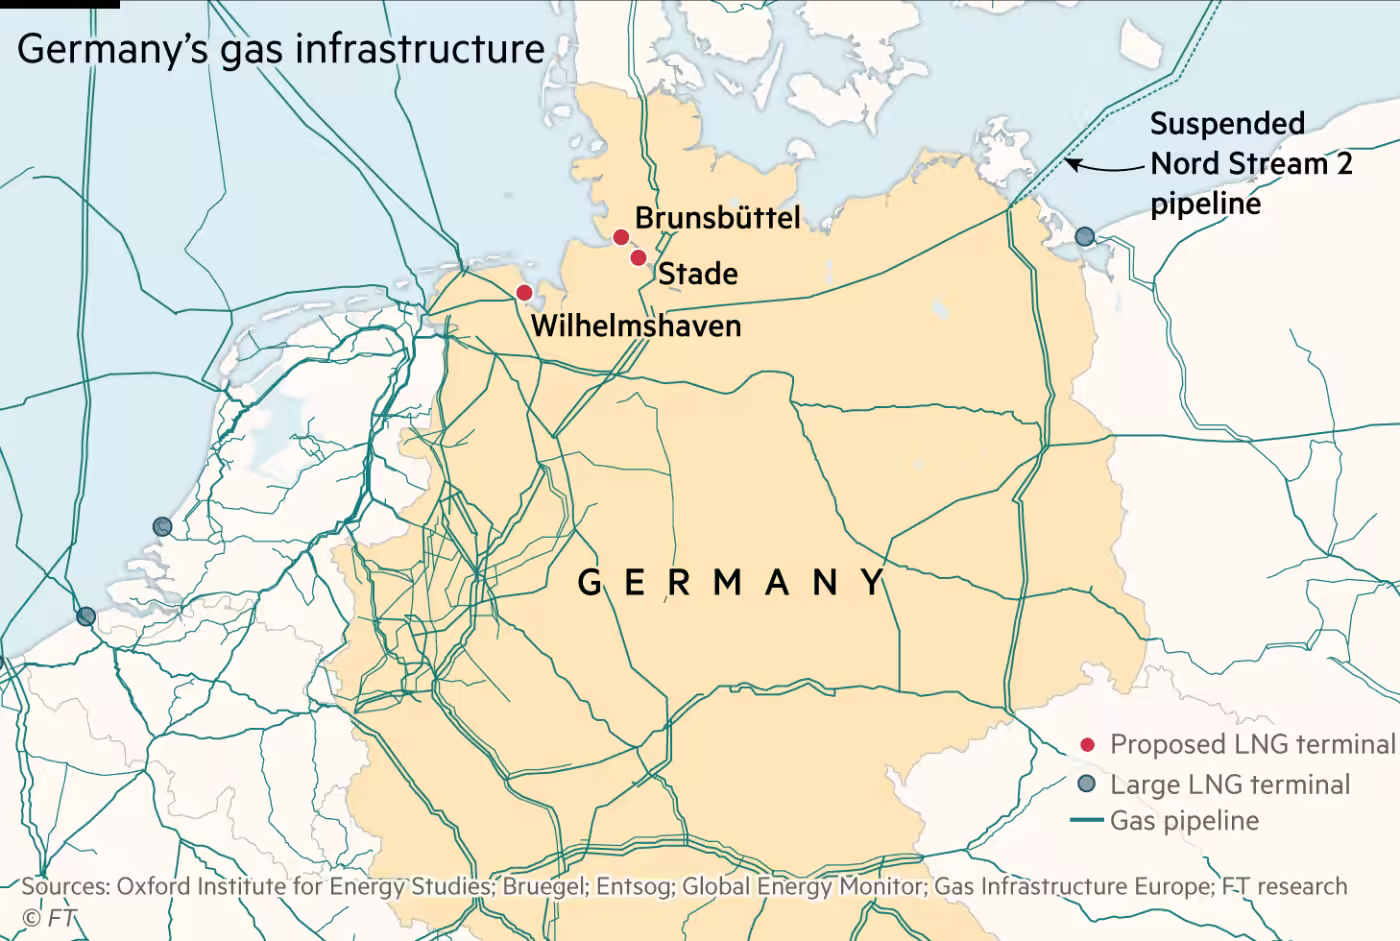 Germany's gas infrastructure
Suspended
Nord Stream 2
pipeline
Brunsbüttel
Stade
Wilhelmshaven
GERMANY
Proposed LNG terminal
Large LNG terminal
Gas pipeline
Sources: Oxford Institute for Energy Studies; Bruegel; Entsog; Global Energy Monitor; Gas Infrastructure Europe; FT research
© FT